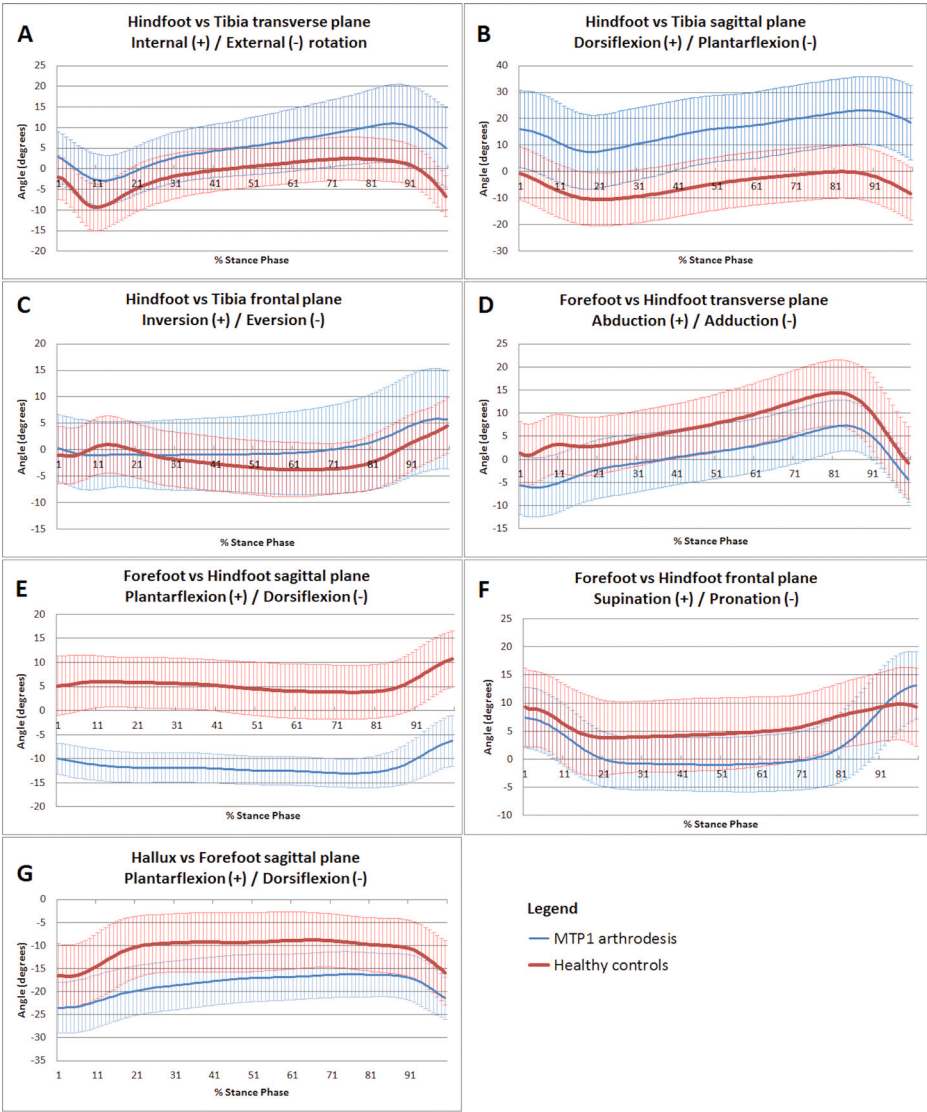 A
Hindfoot vs Tibia transverse plane
Internal (+) / External (-) rotation
Angle (degrees)
25
20
15
10
5
0
-5
-10
-15
-20
1 11 21 31 41 51 61 71 81 91
% Stance Phase
B
Hindfoot vs Tibia sagittal plane
Dorsiflexion (+) / Plantarflexion (-)
Angle (degrees)
40
30
20
10
0
-10
-20
-30
1 11 21 31 41 51 61 71 81 91
% Stance Phase
C
Hindfoot vs Tibia frontal plane
Inversion (+) / Eversion (-)
Angle (degrees)
20
15
10
5
0
-5
-10
-15
1 11 21 31 41 51 61 71 81 91
% Stance Phase
D
Forefoot vs Hindfoot transverse plane
Abduction (+) / Adduction (-)
Angle (degrees)
25
20
15
10
5
0
-5
-10
-15
1 11 21 31 41 51 61 71 81 91
% Stance Phase
E
Forefoot vs Hindfoot sagittal plane
Plantarflexion (+) / Dorsiflexion (-)
Angle (degrees)
20
15
10
5
0
-5
-10
-15
-20
1 11 21 31 41 51 61 71 81 91
% Stance Phase
F
Forefoot vs Hindfoot frontal plane
Supination (+) / Pronation (-)
Angle (degrees)
25
20
15
10
5
0
-5
-10
1 11 21 31 41 51 61 71 81 91
% Stance Phase
G
Hallux vs Forefoot sagittal plane
Plantarflexion (+) / Dorsiflexion (-)
Angle (degrees)
0
-5
-10
-15
-20
-25
-30
-35
1 11 21 31 41 51 61 71 81 91
% Stance Phase
Legend
MTP1 arthrodesis
Healthy controls